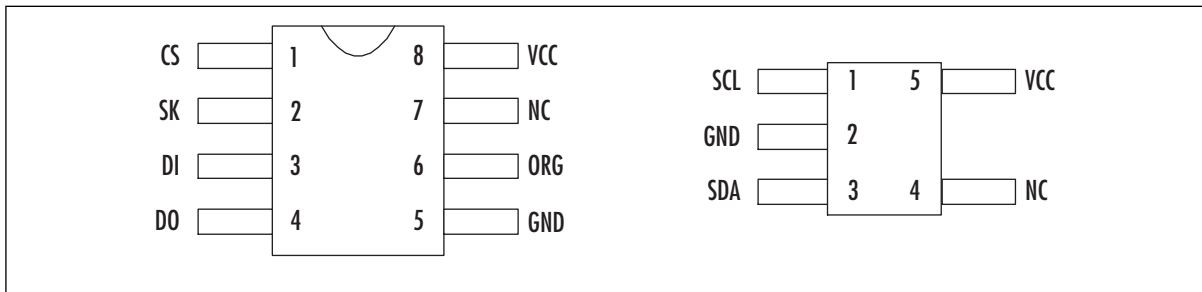 CS 1 8 VCC
SK 2 7 NC
DI 3 6 ORG
DO 4 5 GND
SCL 1 5 VCC
GND 2
SDA 3 4 NC